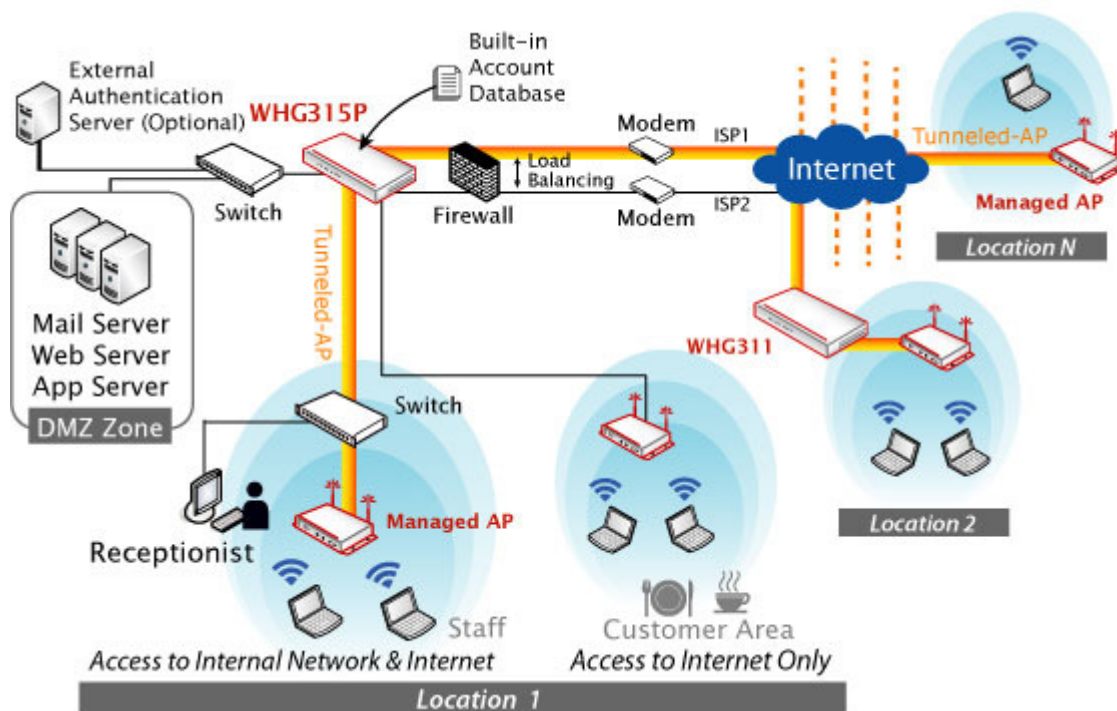 External
Authentication
Server (Optional)
WHG315P
Built-in
Account
Database
Modem
ISP1
Internet
Tunneled-AP
Managed AP
Location N
Switch
Firewall
Load
Balancing
Modem
ISP2
Mail Server
Web Server
App Server
DMZ Zone
Tunneled-AP
WHG311
Location 2
Switch
Receptionist
Managed AP
Staff
Access to Internal Network & Internet
Customer Area
Access to Internet Only
Location 1